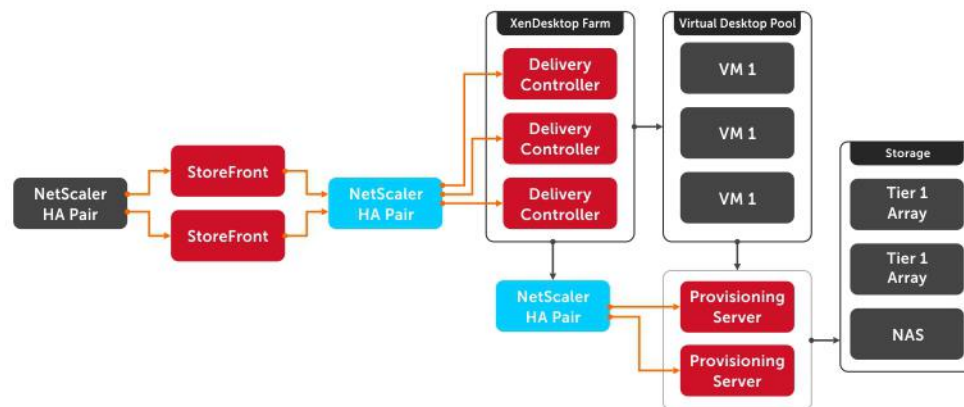 XenDesktop Farm
Virtual Desktop Pool
Delivery
Controller
VM 1
Delivery
Controller
VM 1
Storage
StoreFront
NetScaler
HA Pair
NetScaler
HA Pair
Delivery
Controller
VM 1
Tier 1
Array
StoreFront
Tier 1
Array
NetScaler
HA Pair
Provisioning
Server
NAS
Provisioning
Server